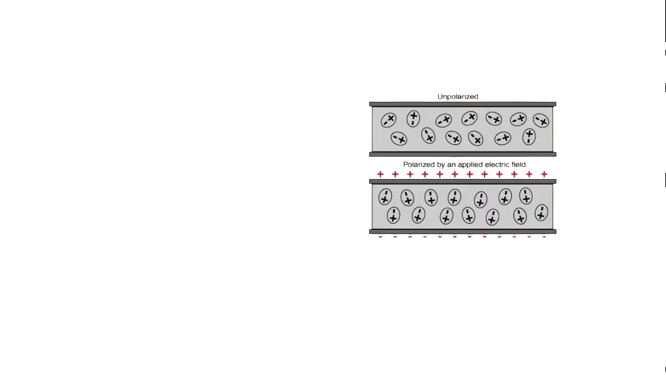 Unpolarized
Polarized by an applied electric field.
+ + + + + + + + + + + +
- - - - - - - - - - - -